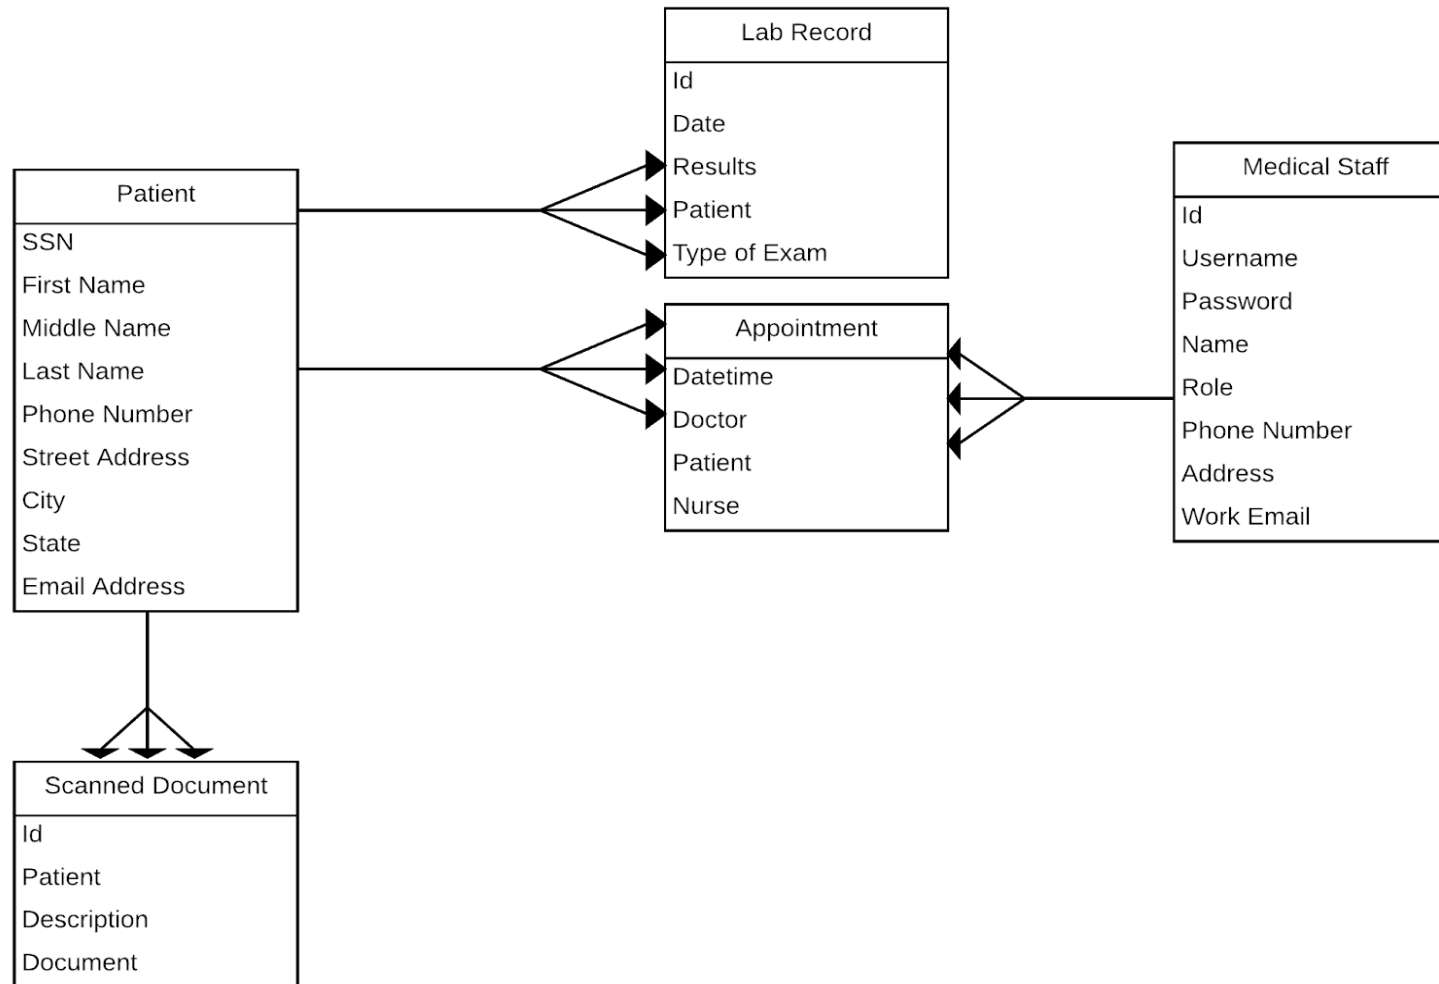 Lab Record
Id
Date
Results
Patient
Type of Exam
Patient
SSN
First Name
Middle Name
Last Name
Phone Number
Street Address
City
State
Email Address
Appointment
Datetime
Doctor
Patient
Nurse
Medical Staff
Id
Username
Password
Name
Role
Phone Number
Address
Work Email
Scanned Document
Id
Patient
Description
Document